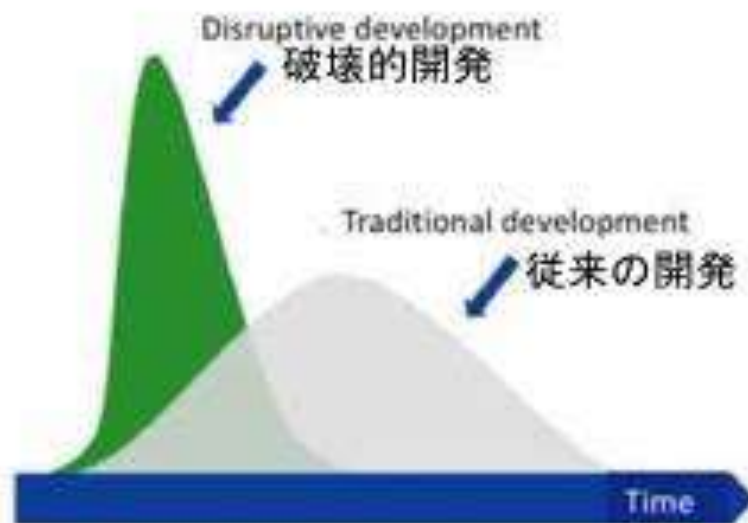 Disruptive development
破壊的開発
Traditional development
従来の開発
Time